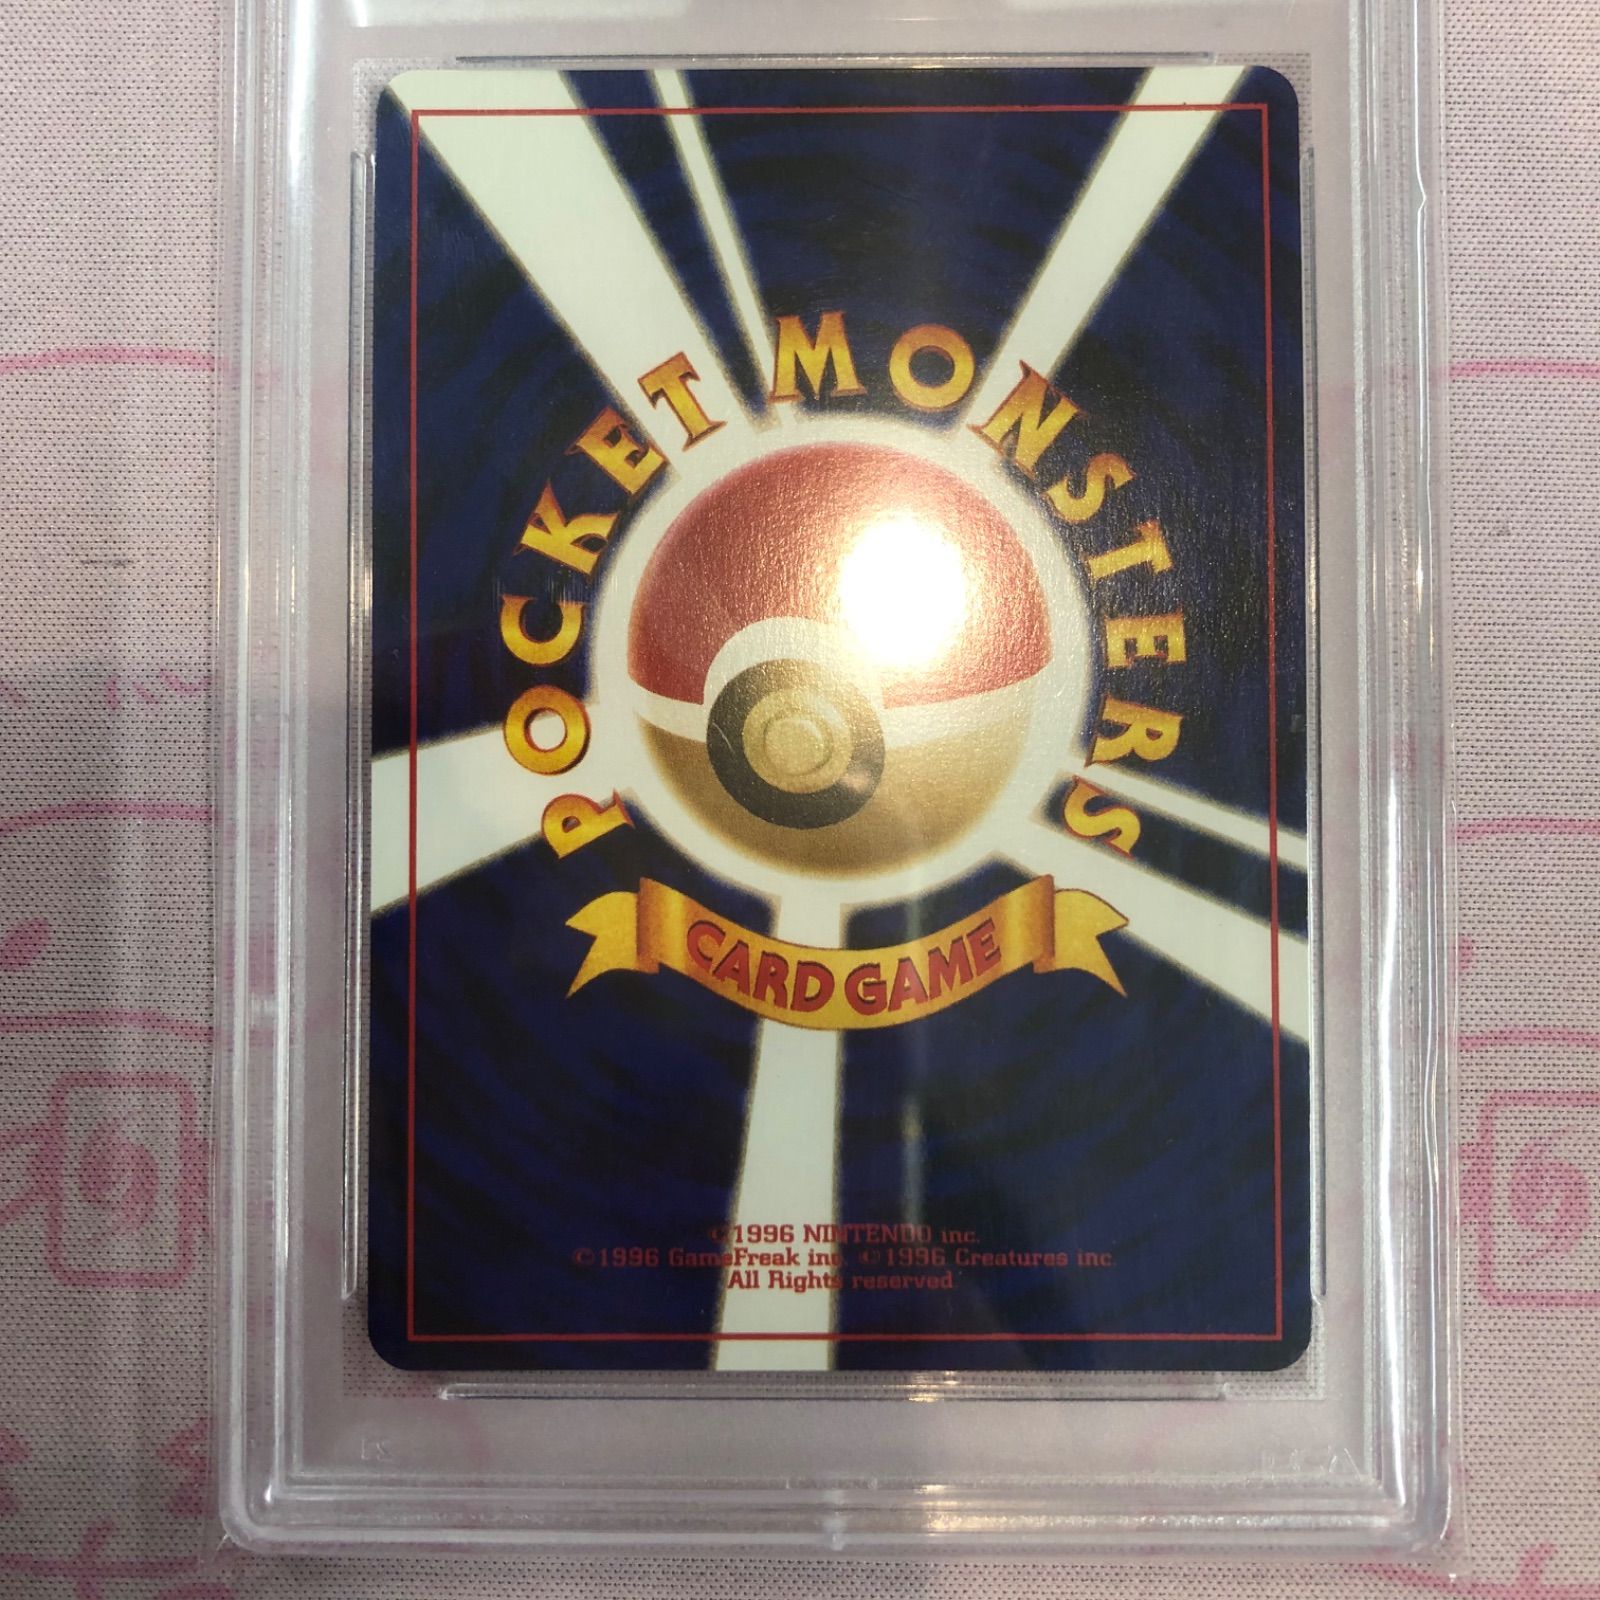 POCKET MONSTERS
CARD GAME
©1996 NINTENDO inc.
©1996 GameFreak inc. ©1996 Creatures inc.
All Rights reserved.